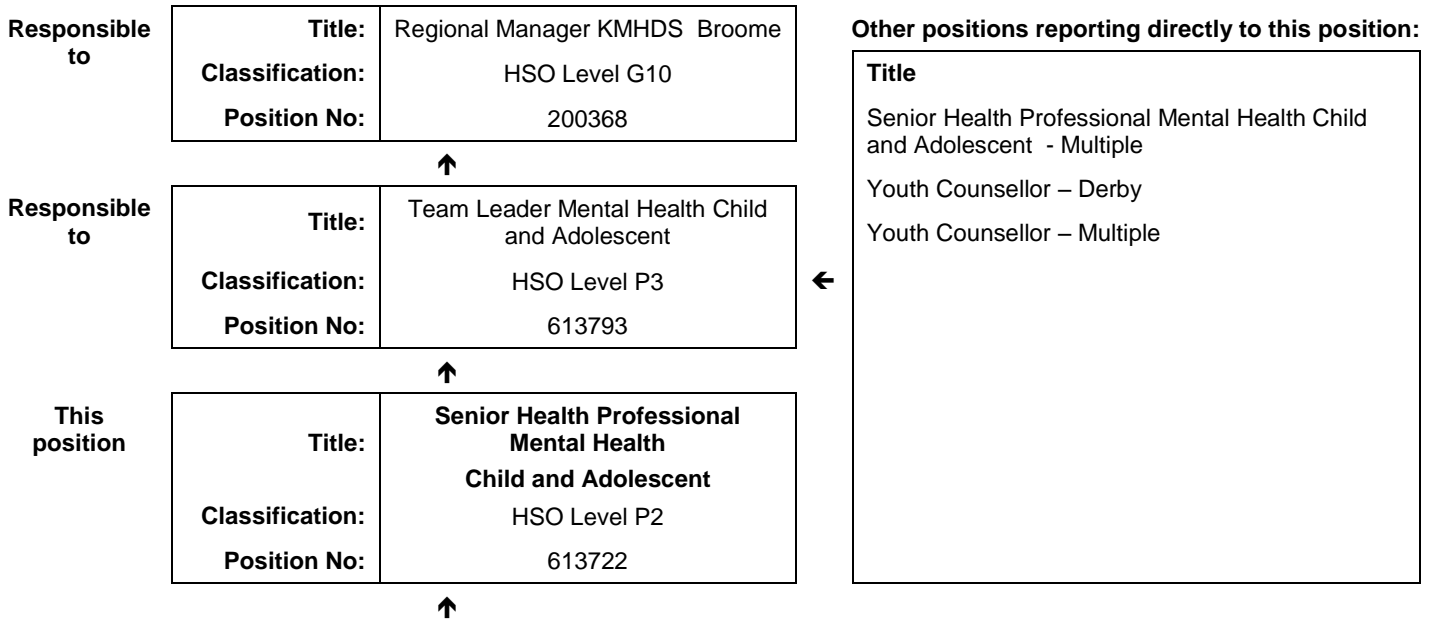 Responsible
to
Title:
Regional Manager KMHDS Broome
Classification:
HSO Level G10
Position No:
200368
Other positions reporting directly to this position:
Title
Senior Health Professional Mental Health Child
and Adolescent - Multiple
Youth Counsellor – Derby
Youth Counsellor – Multiple
Responsible
to
Title:
Team Leader Mental Health Child
and Adolescent
Classification:
HSO Level P3
Position No:
613793
This
position
Title:
Senior Health Professional
Mental Health
Child and Adolescent
Classification:
HSO Level P2
Position No:
613722